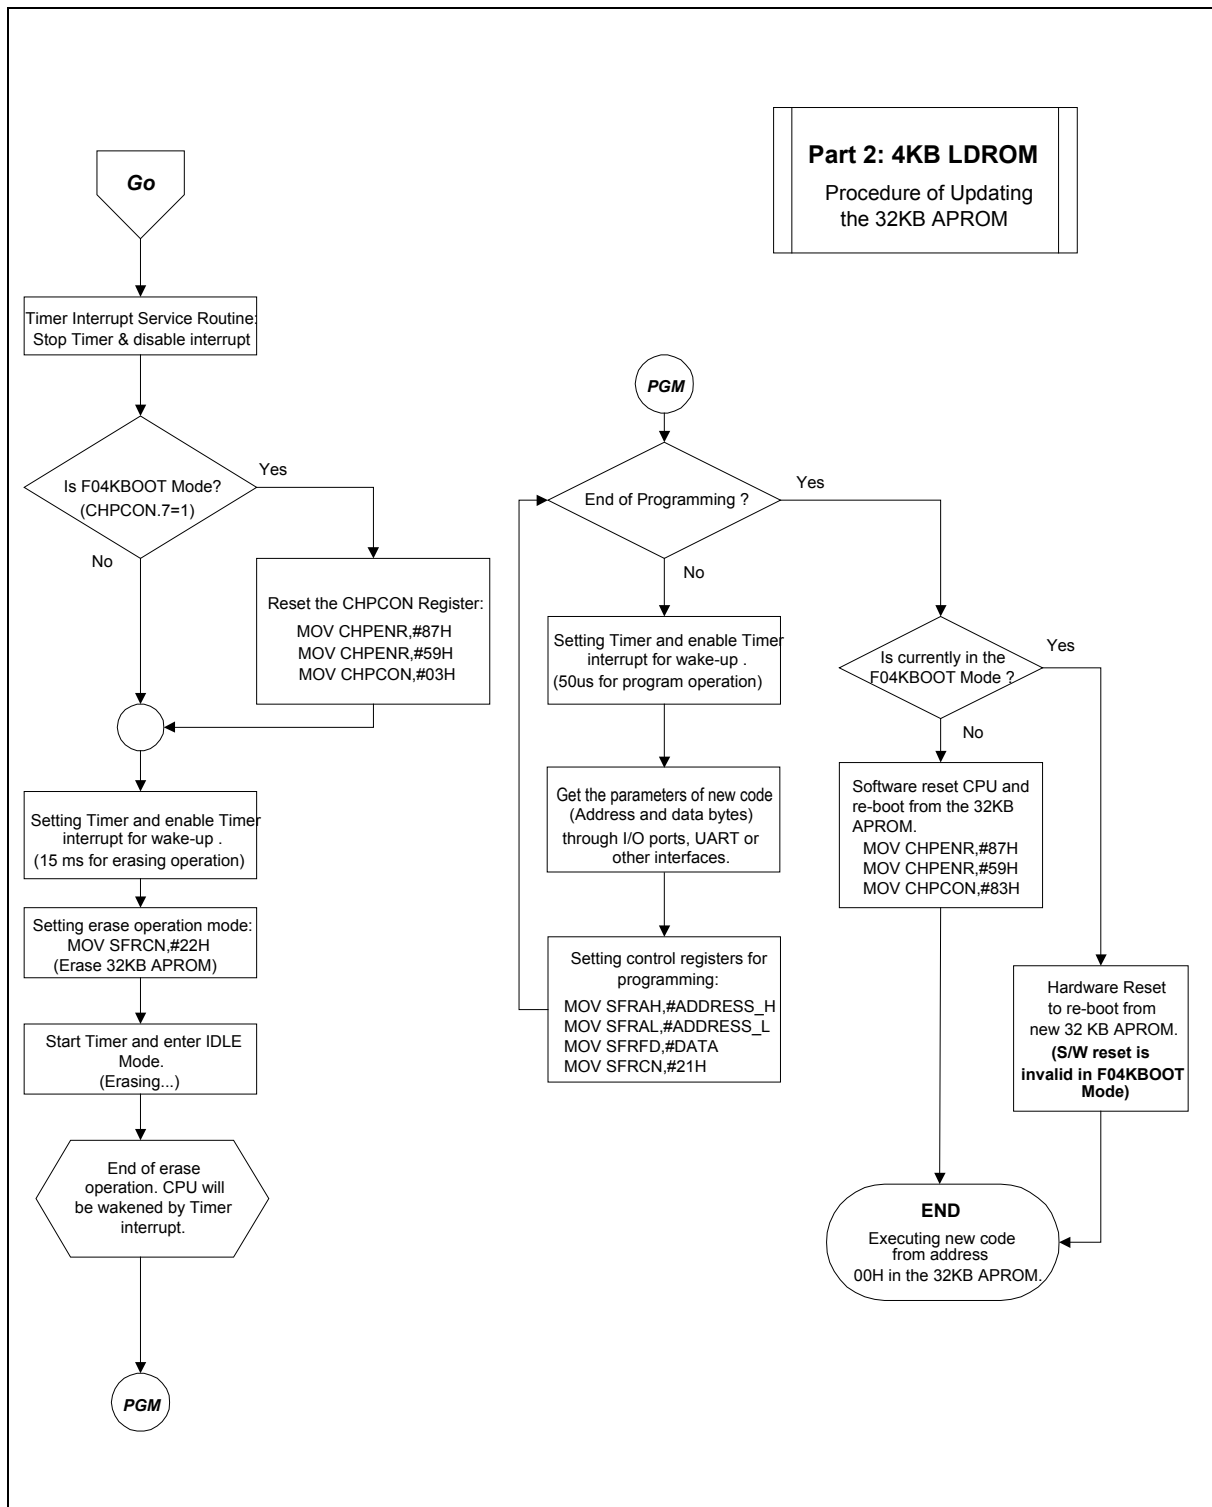 Part 2: 4KB LDROM
Procedure of Updating
the 32KB APROM
Go
Timer Interrupt Service Routine:
Stop Timer & disable interrupt
Is F04KBOOT Mode?
(CHPCON.7=1)
Yes
No
Reset the CHPCON Register:
MOV CHPENR,#87H
MOV CHPENR,#59H
MOV CHPCON,#03H
Setting Timer and enable Timer
interrupt for wake-up .
(15 ms for erasing operation)
Setting erase operation mode:
MOV SFRCN,#22H
(Erase 32KB APROM)
Start Timer and enter IDLE
Mode.
(Erasing...)
End of erase
operation. CPU will
be wakened by Timer
interrupt.
PGM
PGM
End of Programming ?
Yes
No
Setting Timer and enable Timer
interrupt for wake-up .
(50us for program operation)
Get the parameters of new code
(Address and data bytes)
through I/O ports, UART or
other interfaces.
Setting control registers for
programming:
MOV SFRAH,#ADDRESS_H
MOV SFRAL,#ADDRESS_L
MOV SFRFD,#DATA
MOV SFRCN,#21H
Is currently in the
F04KBOOT Mode ?
Yes
No
Software reset CPU and
re-boot from the 32KB
APROM.
MOV CHPENR,#87H
MOV CHPENR,#59H
MOV CHPCON,#83H
Hardware Reset
to re-boot from
new 32 KB APROM.
(S/W reset is
invalid in F04KBOOT
Mode)
END
Executing new code
from address
00H in the 32KB APROM.